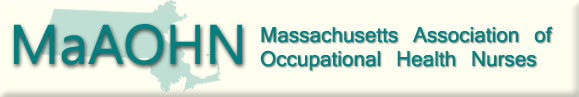 MaAOHN
Massachusetts Association of
Occupational Health Nurses